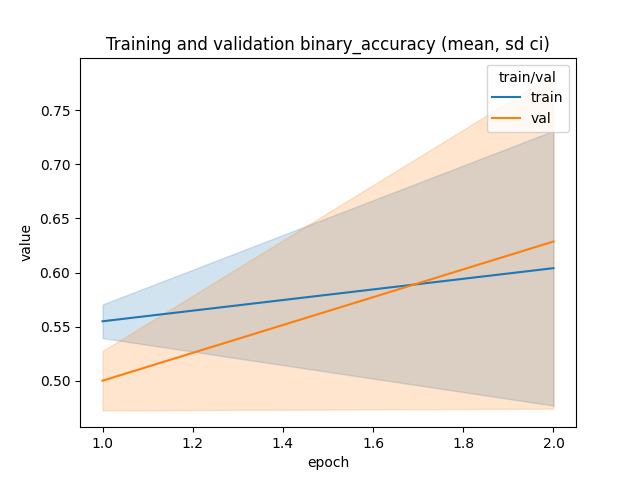 Training and validation binary_accuracy (mean, sd ci)
train/val
train
val
0.75
0.70
0.65
0.60
0.55
0.50
value
1.0 1.2 1.4 1.6 1.8 2.0
epoch